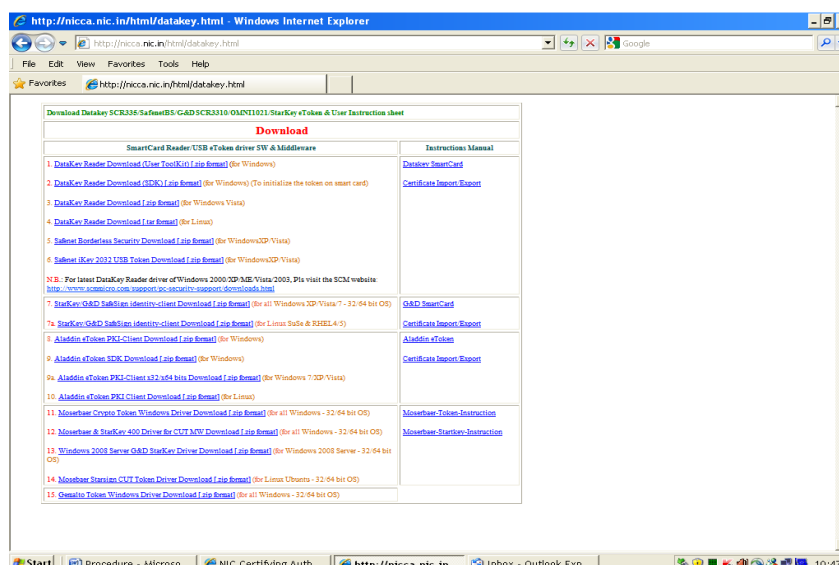 http://nicca.nic.in/html/datakey.html - Windows Internet Explorer
http://nicca.nic.in/html/datakey.html
Google
File Edit View Favorites Tools Help
Favorites
http://nicca.nic.in/html/datakey.html
Download Datakey SCR335/SafenetBS/G&D SCR3310/OMNI1021/StarKey eToken & User Instruction sheet
Download
SmartCard Reader/USB eToken driver SW & Middleware
Instructions Manual
1. DataKey Reader Download (User ToolKit) [.zip format] (for Windows)
Datakey SmartCard
2. DataKey Reader Download (SDK) [.zip format] (for Windows) (To initialize the token on smart card)
Certificate Import/Export
3. DataKey Reader Download [.zip format] (for Windows Vista)
4. DataKey Reader Download [.tar format] (for Linux)
5. Safenet Borderless Security Download [.zip format] (for WindowsXP/Vista)
6. Safenet iKey 2032 USB Token Download [.zip format] (for WindowsXP/Vista)
N.B.: For latest DataKey Reader driver of Windows 2000/XP/ME/Vista/2003, Pls visit the SCM website:
http://www.scmmicro.com/support/pc-security-support/downloads.html
7. StarKey/G&D SafeSign identity-client Download [.zip format] (for all Windows XP/Vista/7 - 32/64 bit OS)
G&D SmartCard
7a. StarKey/G&D SafeSign identity-client Download [.zip format] (for Linux SuSe & RHEL4/5)
Certificate Import/Export
8. Aladdin eToken PKI-Client Download [.zip format] (for Windows)
Aladdin eToken
9. Aladdin eToken SDK Download [.zip format] (for Windows)
Certificate Import/Export
9a. Aladdin eToken PKI-Client x32/x64 bits Download [.zip format] (for Windows 7/XP/Vista)
10. Aladdin eToken PKI Client Download [.zip format] (for Linux)
11. Moserbaer Crypto Token Windows Driver Download [.zip format] (for all Windows - 32/64 bit OS)
Moserbaer-Token-Instruction
12. Moserbaer & StarKey 400 Driver for CUT MW Download [.zip format] (for all Windows - 32/64 bit OS)
Moserbaer-Startkey-Instruction
13. Windows 2008 Server G&D StarKey Driver Download [.zip format] (for Windows 2008 Server - 32/64 bit
OS)
14. Mosebaer Starsign CUT Token Driver Download [.zip format] (for Linux Ubuntu - 32/64 bit OS)
15. Gemalto Token Windows Driver Download [.zip format] (for all Windows - 32/64 bit OS)
Start
Procedure - Microso...
NIC Certifying Auth...
http://nicca.nic.in...
Inbox - Outlook Exp...